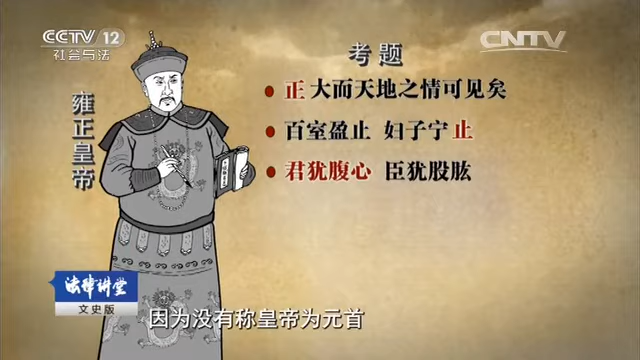 CCTV 12
社会与法
CNTV
考题
雍正皇帝
正大而天地之情可见矣
百室盈止 妇子宁止
君犹腹心 臣犹股肱
法律讲堂
文史版
因为没有称皇帝为元首